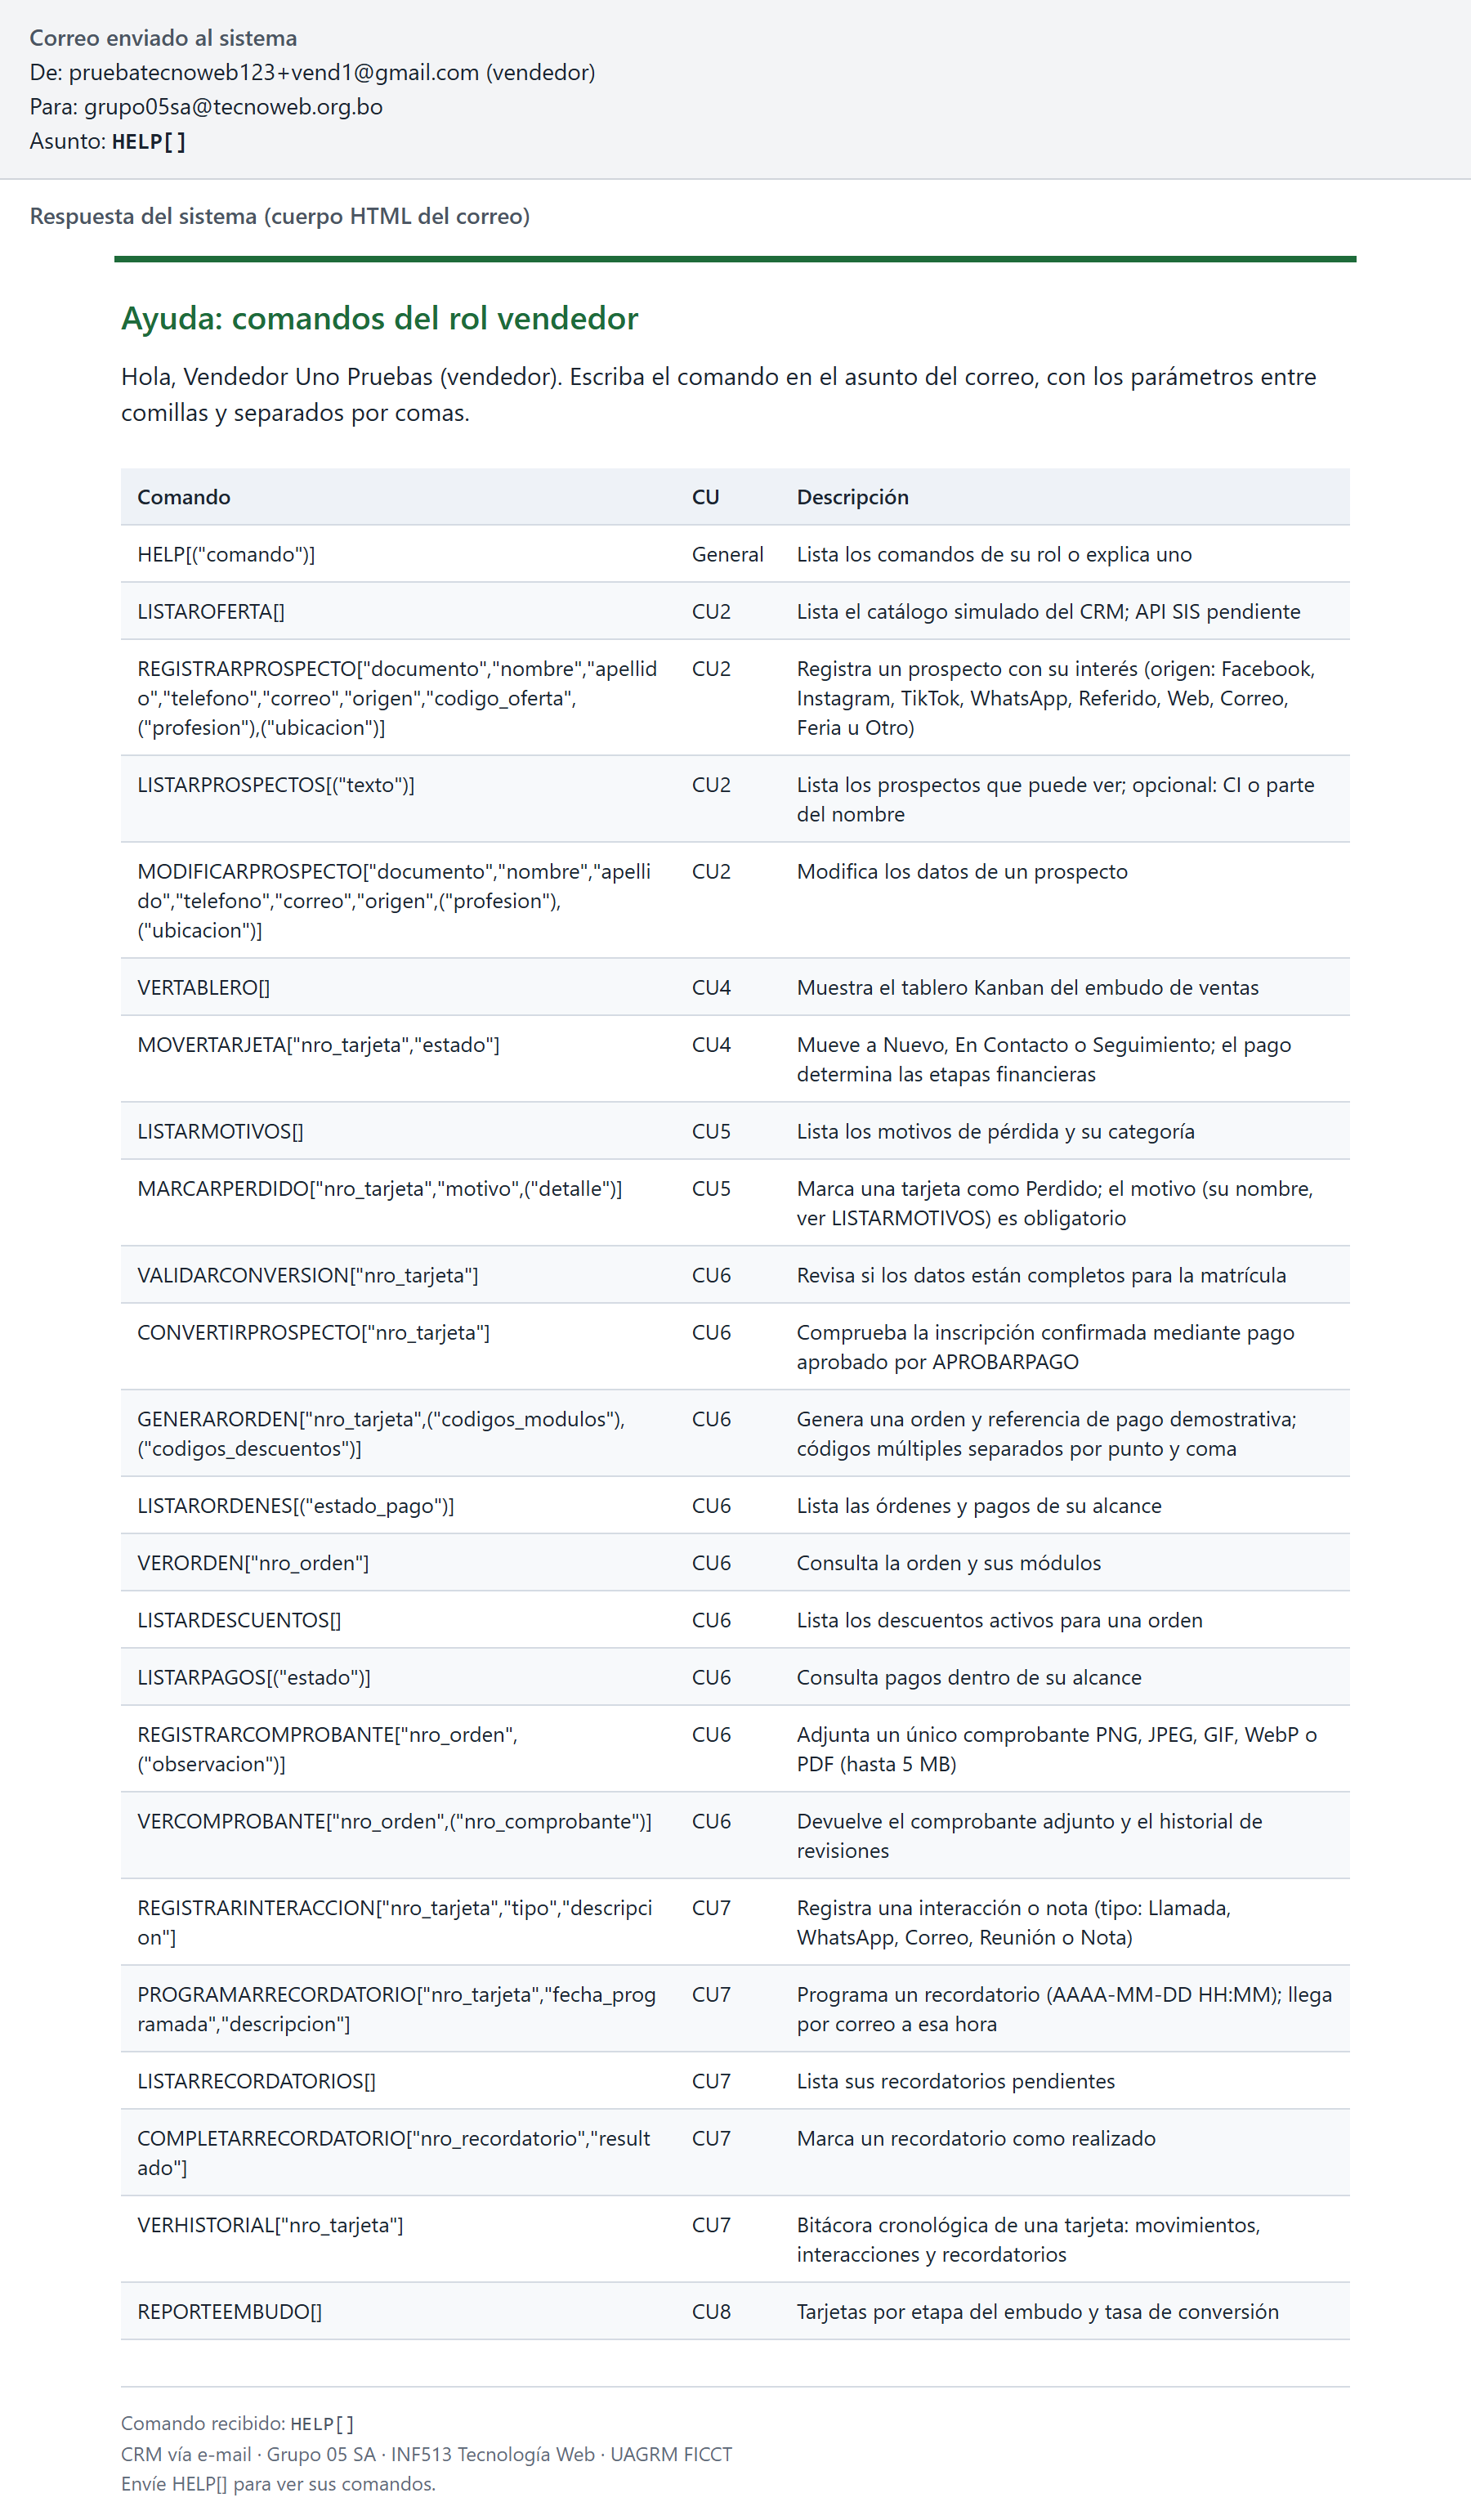 Correo enviado al sistema
De: pruebatecnoweb123+vend1@gmail.com (vendedor)
Para: grupo05sa@tecnoweb.org.bo
Asunto: HELP[]
Respuesta del sistema (cuerpo HTML del correo)
Ayuda: comandos del rol vendedor
Hola, Vendedor Uno Pruebas (vendedor). Escriba el comando en el asunto del correo, con los parámetros entre
comillas y separados por comas.
Comando CU Descripción
HELP[("comando")] General Lista los comandos de su rol o explica uno
LISTAROFERTA[] CU2 Lista el catálogo simulado del CRM; API SIS pendiente
REGISTRARPROSPECTO["documento","nombre","apellid CU2 Registra un prospecto con su interés (origen: Facebook,
o","telefono","correo","origen","codigo_oferta", Instagram, TikTok, WhatsApp, Referido, Web, Correo,
("profesion"),("ubicacion")] Feria u Otro)
LISTARPROSPECTOS[("texto")] CU2 Lista los prospectos que puede ver; opcional: CI o parte
del nombre
MODIFICARPROSPECTO["documento","nombre","apelli CU2 Modifica los datos de un prospecto
do","telefono","correo","origen",("profesion"),
("ubicacion")]
VERTABLERO[] CU4 Muestra el tablero Kanban del embudo de ventas
MOVERTARJETA["nro_tarjeta","estado"] CU4 Mueve a Nuevo, En Contacto o Seguimiento; el pago
determina las etapas financieras
LISTARMOTIVOS[] CU5 Lista los motivos de pérdida y su categoría
MARCARPERDIDO["nro_tarjeta","motivo",("detalle")] CU5 Marca una tarjeta como Perdido; el motivo (su nombre,
ver LISTARMOTIVOS) es obligatorio
VALIDARCONVERSION["nro_tarjeta"] CU6 Revisa si los datos están completos para la matrícula
CONVERTIRPROSPECTO["nro_tarjeta"] CU6 Comprueba la inscripción confirmada mediante pago
aprobado por APROBARPAGO
GENERARORDEN["nro_tarjeta",("codigos_modulos"), CU6 Genera una orden y referencia de pago demostrativa;
("codigos_descuentos")] códigos múltiples separados por punto y coma
LISTARORDENES[("estado_pago")] CU6 Lista las órdenes y pagos de su alcance
VERORDEN["nro_orden"] CU6 Consulta la orden y sus módulos
LISTARDESCUENTOS[] CU6 Lista los descuentos activos para una orden
LISTARPAGOS[("estado")] CU6 Consulta pagos dentro de su alcance
REGISTRARCOMPROBANTE["nro_orden", CU6 Adjunta un único comprobante PNG, JPEG, GIF, WebP o
("observacion")] PDF (hasta 5 MB)
VERCOMPROBANTE["nro_orden",("nro_comprobante")] CU6 Devuelve el comprobante adjunto y el historial de
revisiones
REGISTRARINTERACCION["nro_tarjeta","tipo","descripci CU7 Registra una interacción o nota (tipo: Llamada,
on"] WhatsApp, Correo, Reunión o Nota)
PROGRAMARRECORDATORIO["nro_tarjeta","fecha_prog CU7 Programa un recordatorio (AAAA-MM-DD HH:MM); llega
ramada","descripcion"] por correo a esa hora
LISTARRECORDATORIOS[] CU7 Lista sus recordatorios pendientes
COMPLETARRECORDATORIO["nro_recordatorio","result CU7 Marca un recordatorio como realizado
ado"]
VERHISTORIAL["nro_tarjeta"] CU7 Bitácora cronológica de una tarjeta: movimientos,
interacciones y recordatorios
REPORTEEMBUDO[] CU8 Tarjetas por etapa del embudo y tasa de conversión
Comando recibido: HELP[]
CRM vía e-mail · Grupo 05 SA · INF513 Tecnología Web · UAGRM FICCT
Envíe HELP[] para ver sus comandos.